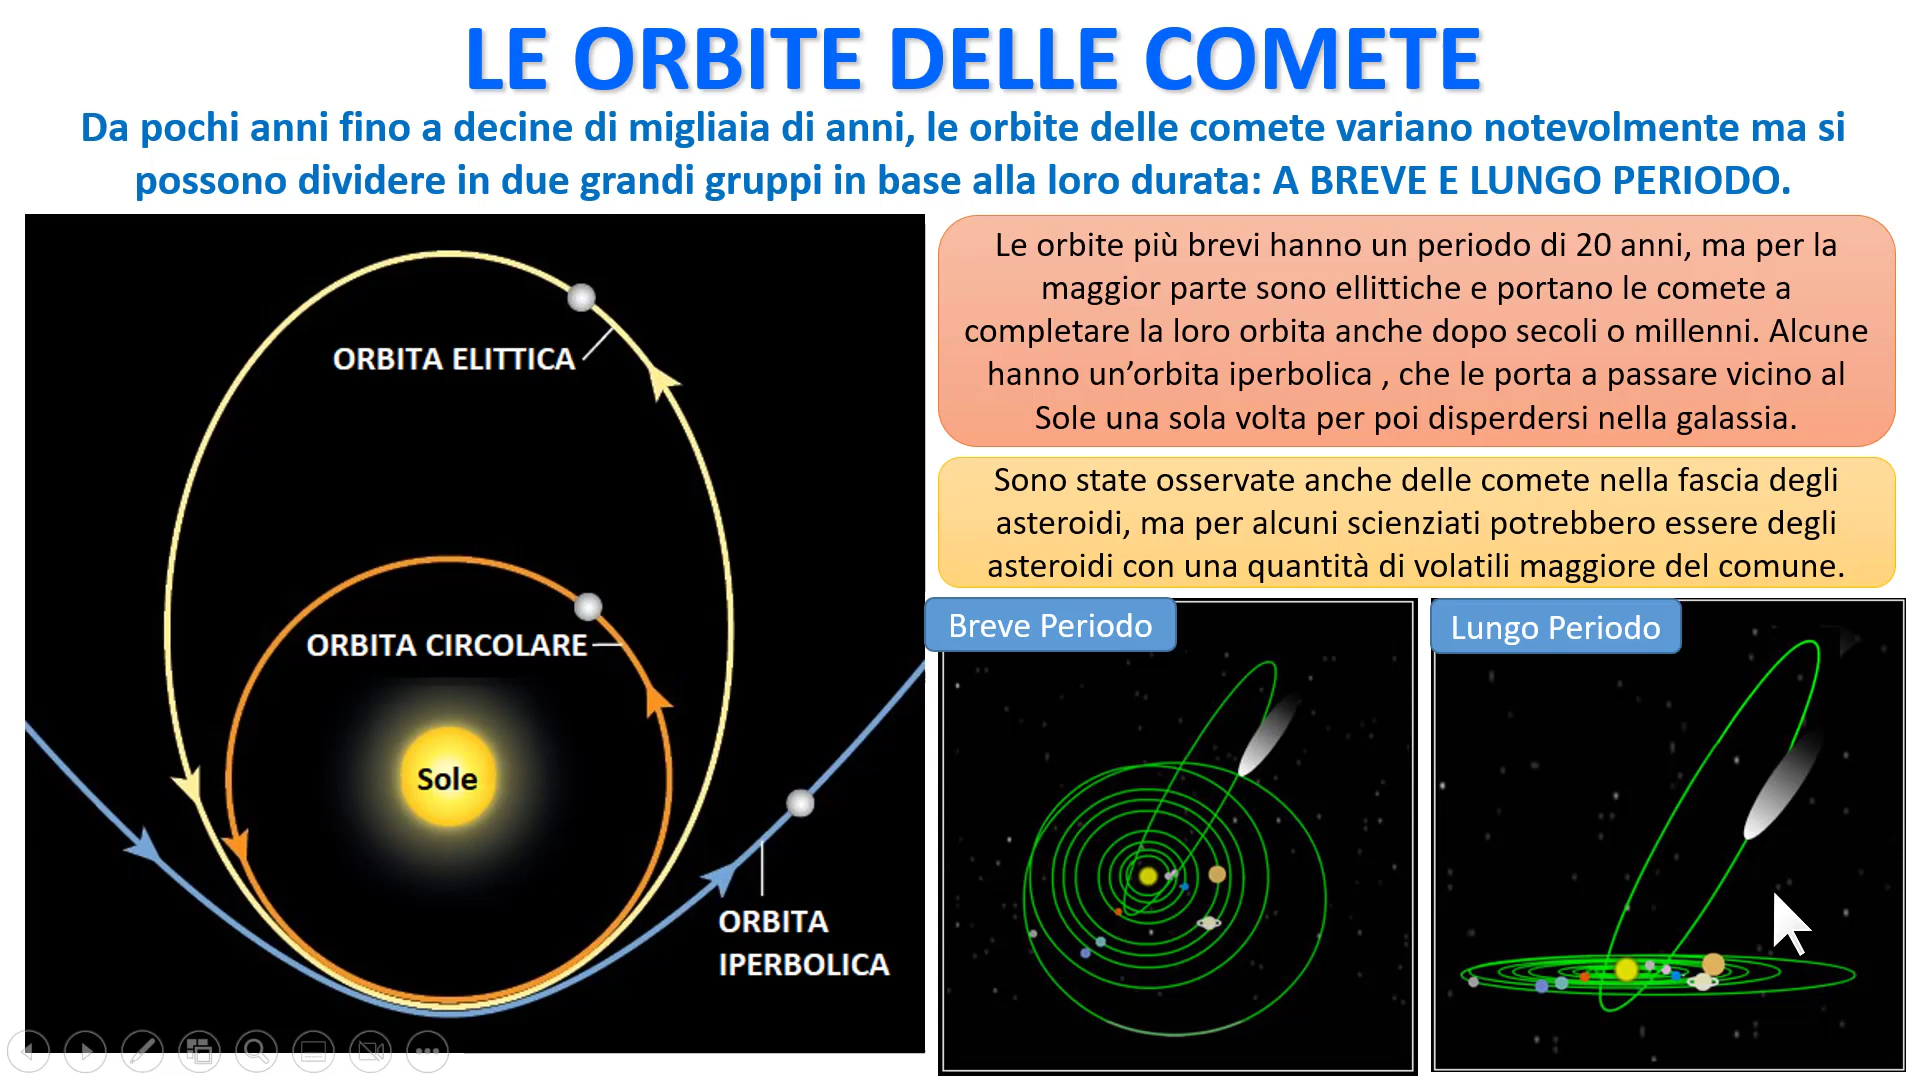 LE ORBITE DELLE COMETE
Da pochi anni fino a decine di migliaia di anni, le orbite delle comete variano notevolmente ma si
possono dividere in due grandi gruppi in base alla loro durata: A BREVE E LUNGO PERIODO.
ORBITA ELITTICA
ORBITA CIRCOLARE
Sole
ORBITA
IPERBOLICA
Le orbite più brevi hanno un periodo di 20 anni, ma per la
maggior parte sono ellittiche e portano le comete a
completare la loro orbita anche dopo secoli o millenni. Alcune
hanno un’orbita iperbolica , che le porta a passare vicino al
Sole una sola volta per poi disperdersi nella galassia.
Sono state osservate anche delle comete nella fascia degli
asteroidi, ma per alcuni scienziati potrebbero essere degli
asteroidi con una quantità di volatili maggiore del comune.
Breve Periodo
Lungo Periodo